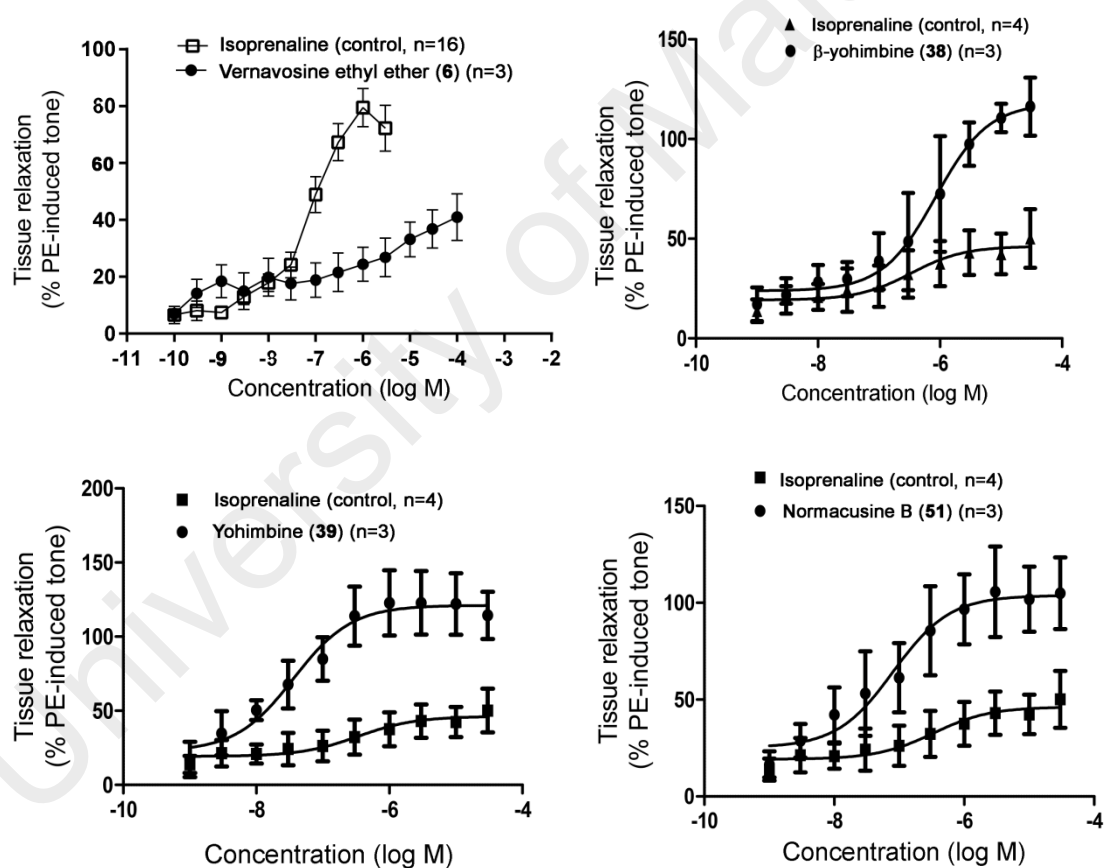 100
80
60
40
20
0
Tissue relaxation
(% PE-induced tone)
Isoprenaline (control, n=16)
Vernavosine ethyl ether (6) (n=3)
-11 -10 -9 -8 -7 -6 -5 -4 -3 -2
Concentration (log M)
150
100
50
0
Tissue relaxation
(% PE-induced tone)
Isoprenaline (control, n=4)
β-yohimbine (38) (n=3)
-10 -8 -6 -4
Concentration (log M)
200
150
100
50
0
Tissue relaxation
(% PE-induced tone)
Isoprenaline (control, n=4)
Yohimbine (39) (n=3)
-10 -8 -6 -4
Concentration (log M)
150
100
50
0
Tissue relaxation
(% PE-induced tone)
Isoprenaline (control, n=4)
Normacusine B (51) (n=3)
-10 -8 -6 -4
Concentration (log M)
University of Ma